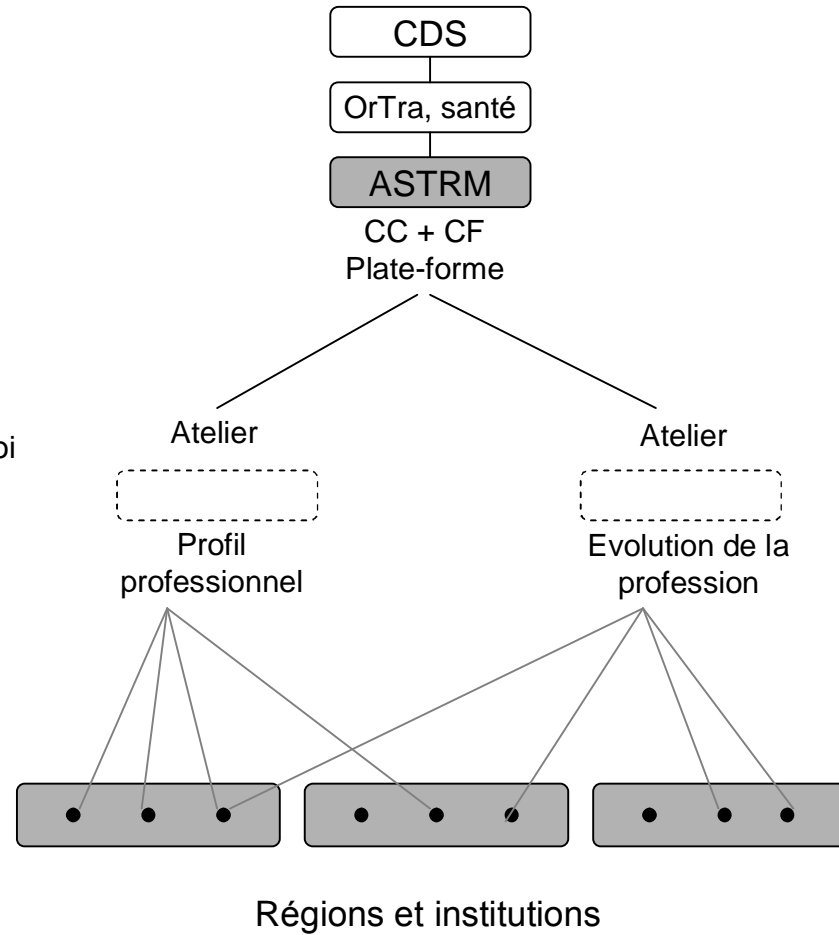 CDS
OrTra, santé
ASTRM
CC + CF
Plate-forme
Atelier
Atelier
Profil
professionnel
Evolution de la
profession
Régions et institutions